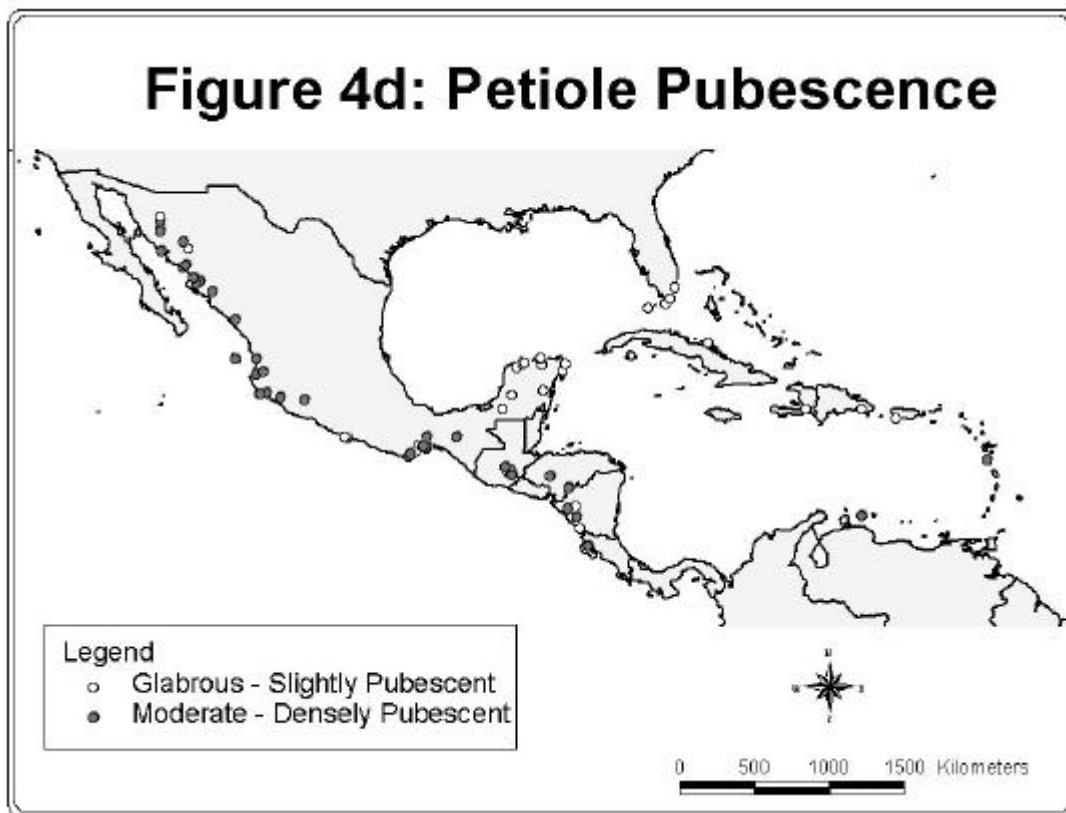 Figure 4d: Petiole Pubescence
Legend
Glabrous - Slightly Pubescent
Moderate - Densely Pubescent
0 500 1000 1500 Kilometers